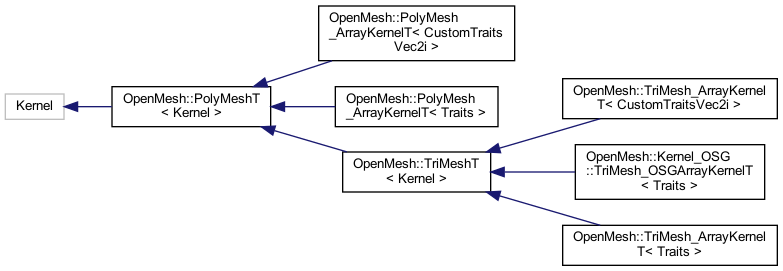 OpenMesh::PolyMesh
_ArrayKernelT< CustomTraits
Vec2i >
Kernel
OpenMesh::PolyMeshT
< Kernel >
OpenMesh::PolyMesh
_ArrayKernelT< Traits >
OpenMesh::TriMeshT
< Kernel >
OpenMesh::TriMesh_ArrayKernel
T< CustomTraitsVec2i >
OpenMesh::Kernel_OSG
::TriMesh_OSGArrayKernelT
< Traits >
OpenMesh::TriMesh_ArrayKernel
T< Traits >